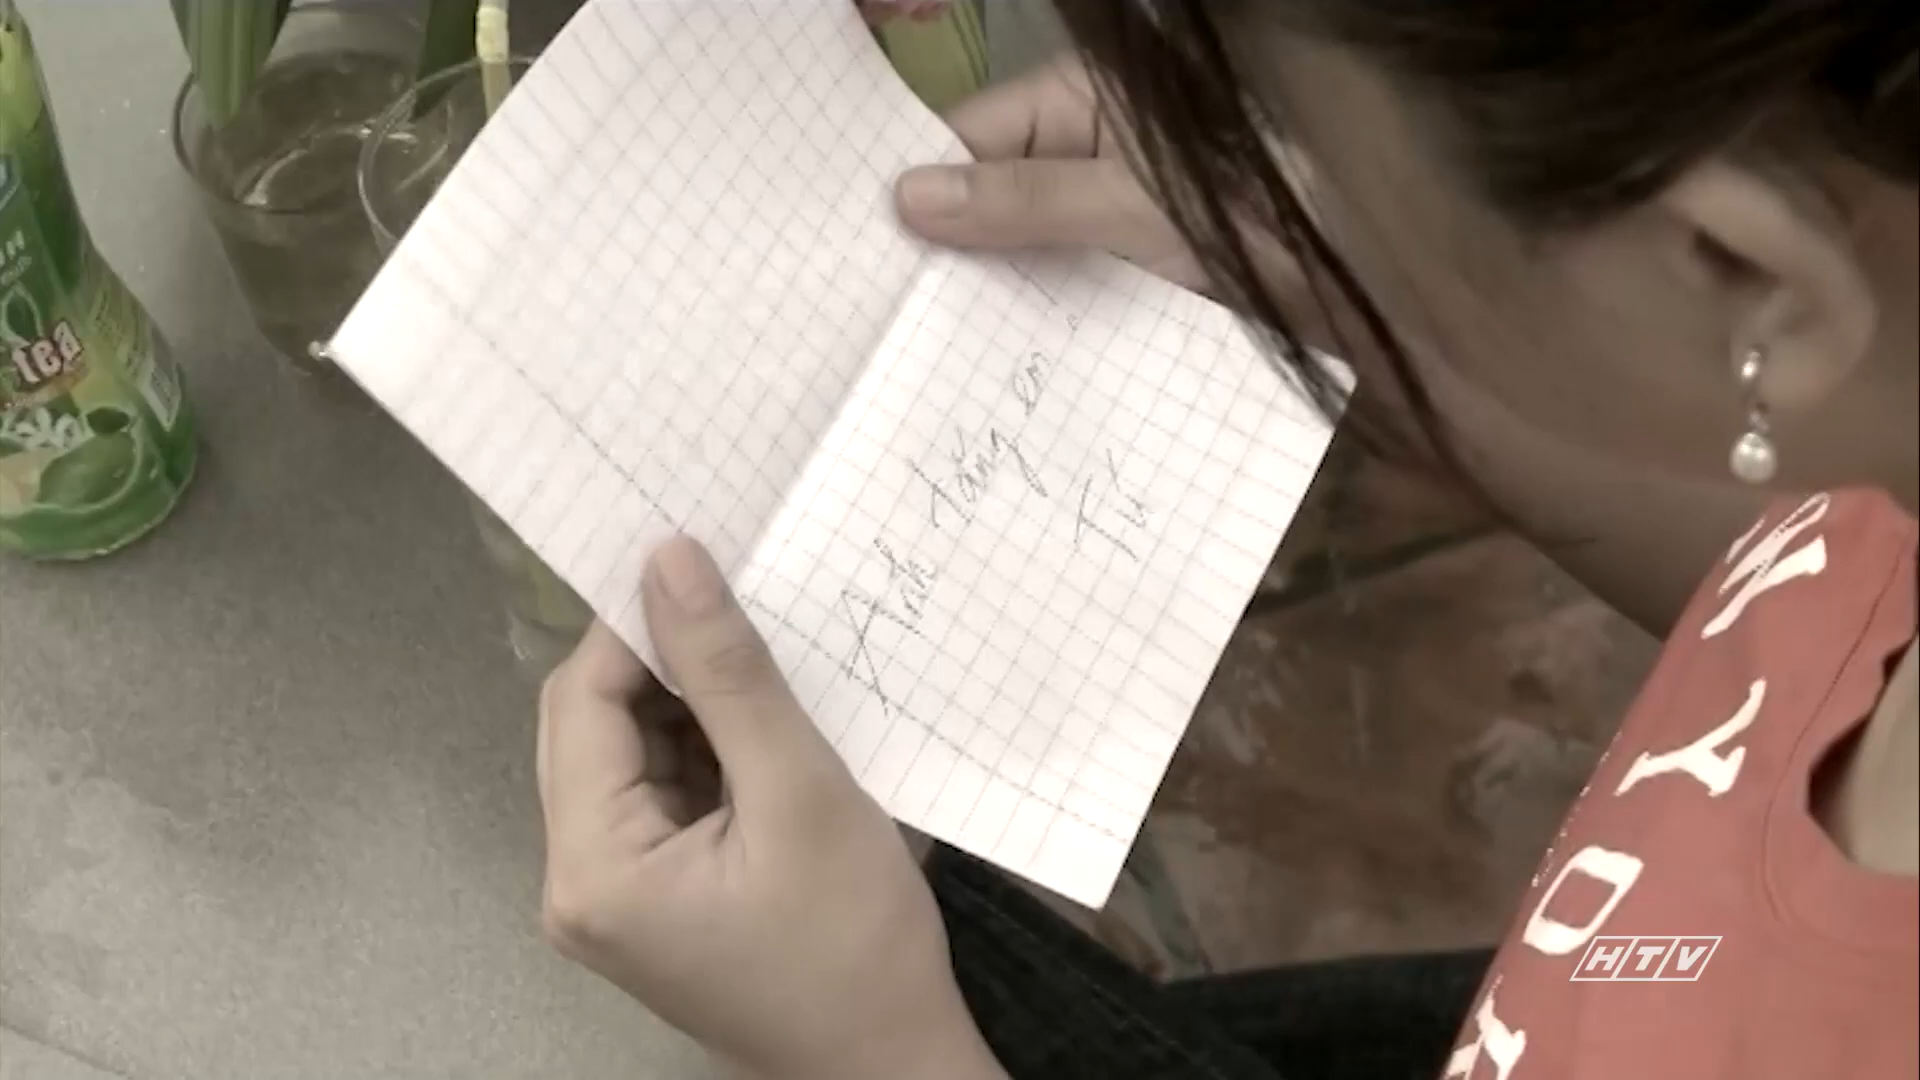 Anh tặng em !
Tú
tea
N Y O R
HTV